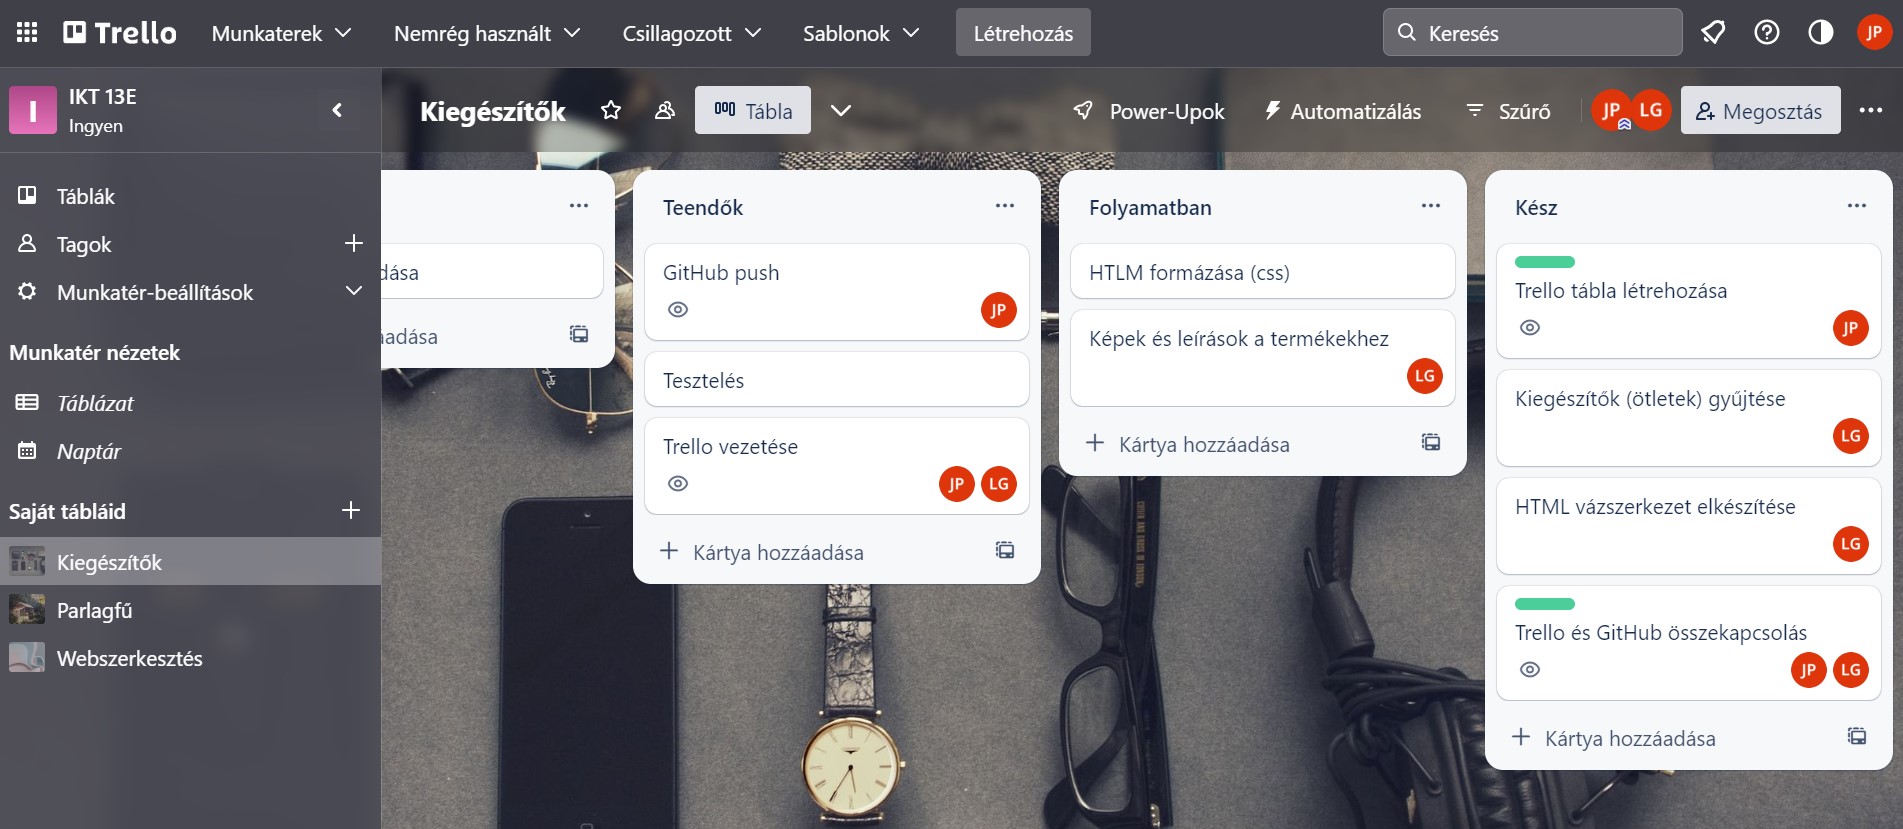 Trello
Munkaterek
Nemrég használt
Csillagozott
Sablonok
Létrehozás
Keresés
JP
I
IKT 13E
Ingyen
Kiegészítők
Tábla
Power-Upok
Automatizálás
Szűrő
JP
LG
Megosztás
Táblák
Tagok
Munkatér-beállítások
Munkatér nézetek
Táblázat
Naptár
Saját tábláid
Kiegészítők
Parlagfű
Webszerkesztés
Teendők
GitHub push
JP
Tesztelés
Trello vezetése
JP LG
Kártya hozzáadása
Folyamatban
HTLM formázása (css)
Képek és leírások a termékekhez
LG
Kártya hozzáadása
Kész
Trello tábla létrehozása
JP
Kiegészítők (ötletek) gyűjtése
LG
HTML vázszerkezet elkészítése
LG
Trello és GitHub összekapcsolás
JP LG
Kártya hozzáadása